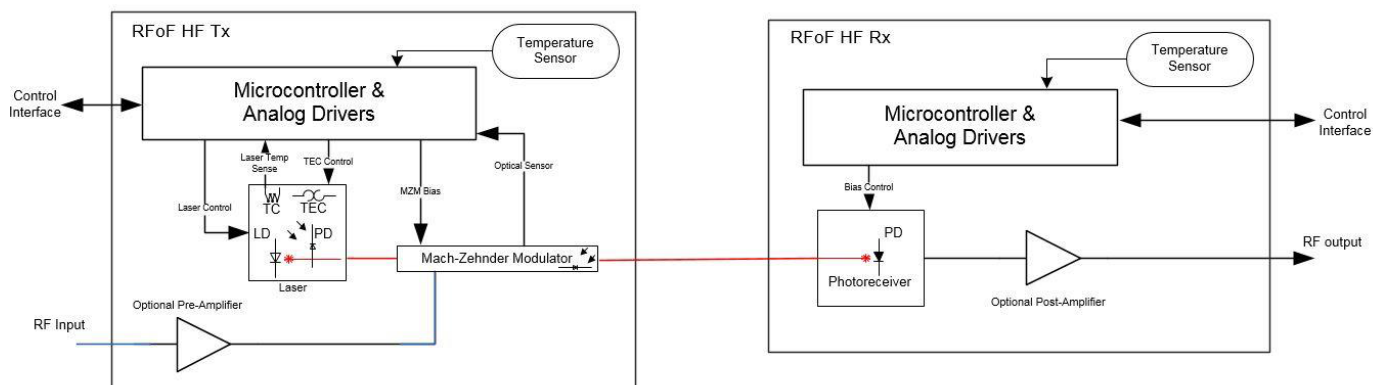 RFoF HF Tx
Temperature
Sensor
Microcontroller &
Analog Drivers
Control
Interface
Laser Temp
Sense
TEC Control
Optical Sensor
MZM Bias
Laser Control
TC
TEC
LD
PD
Laser
Mach-Zehnder Modulator
Optional Pre-Amplifier
RF Input
RFoF HF Rx
Temperature
Sensor
Microcontroller &
Analog Drivers
Control
Interface
Bias Control
PD
Photoreceiver
Optional Post-Amplifier
RF output